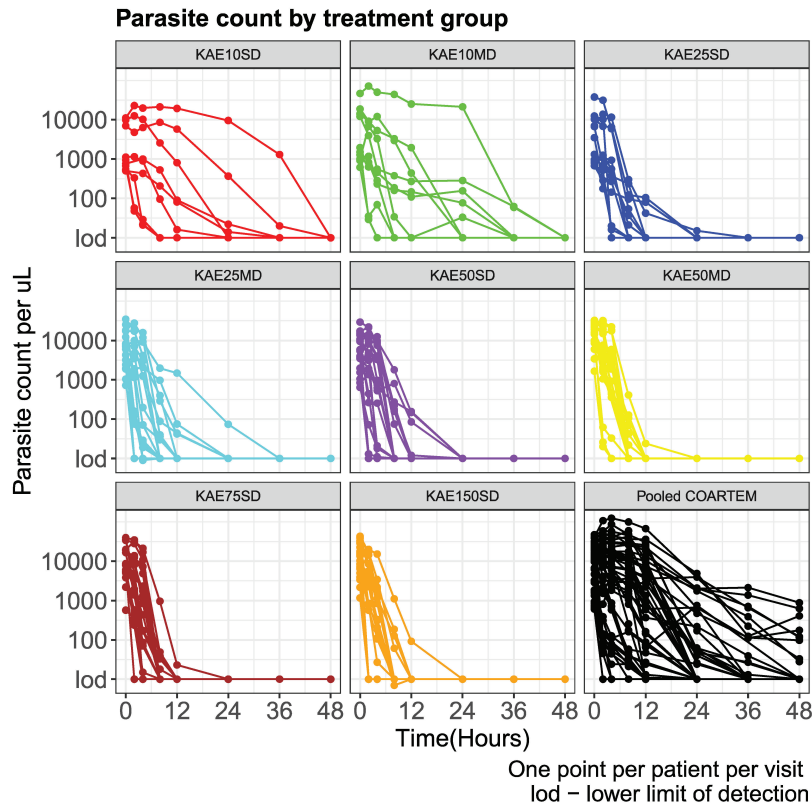 Parasite count by treatment group
KAE10SD KAE10MD KAE25SD
10000
1000
100
lod
KAE25MD KAE50SD KAE50MD
10000
1000
100
lod
Parasite count per uL
KAE75SD KAE150SD Pooled COARTEM
10000
1000
100
lod
0 12 24 36 48 0 12 24 36 48 0 12 24 36 48
Time(Hours)
One point per patient per visit
lod − lower limit of detection